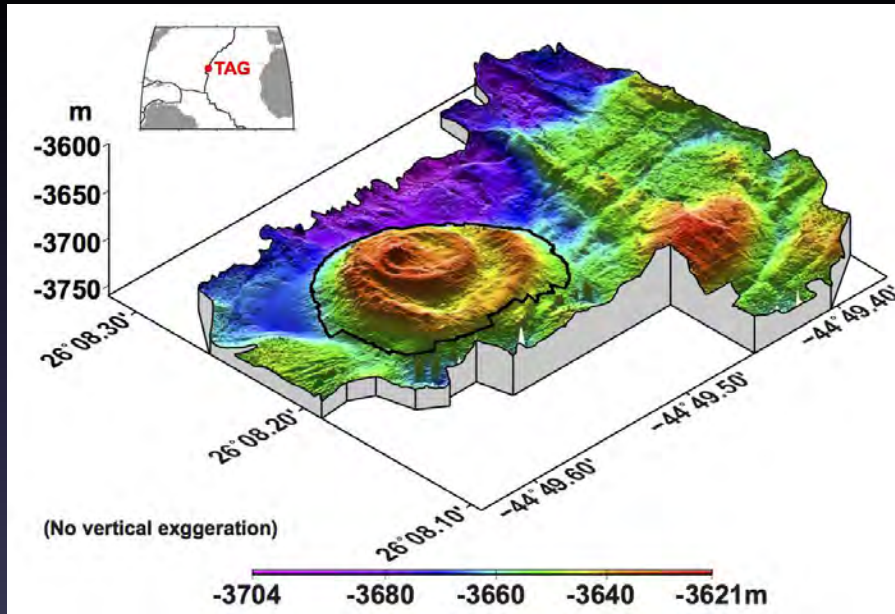 TAG
m
-3600
-3650
-3700
-3750
26°08.30'
26°08.20'
26°08.10'
-44°49.60'
-44°49.50'
-44°49.40'
(No vertical exggeration)
-3704 -3680 -3660 -3640 -3621m